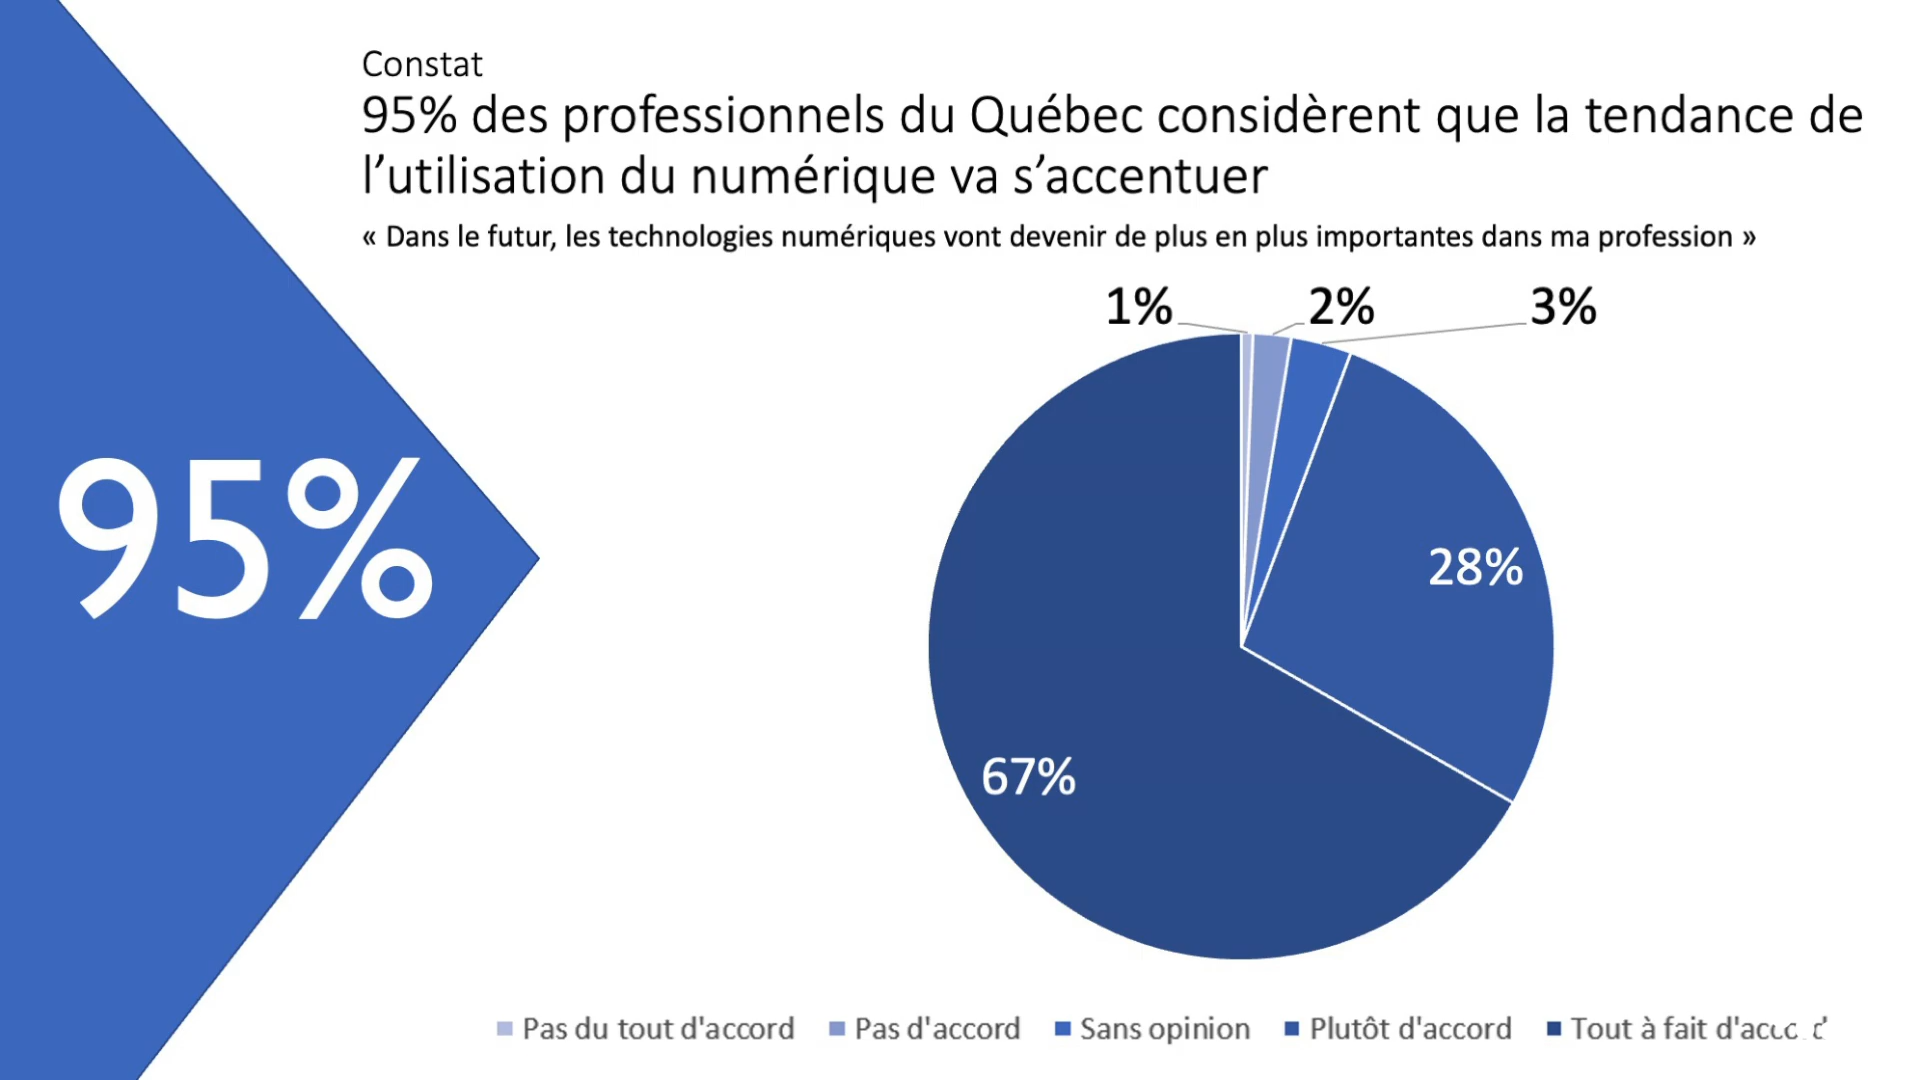 Constat
95% des professionnels du Québec considèrent que la tendance de
l’utilisation du numérique va s’accentuer
« Dans le futur, les technologies numériques vont devenir de plus en plus importantes dans ma profession »
1%
2%
3%
95%
28%
67%
Pas du tout d'accord
Pas d'accord
Sans opinion
Plutôt d'accord
Tout à fait d'accord